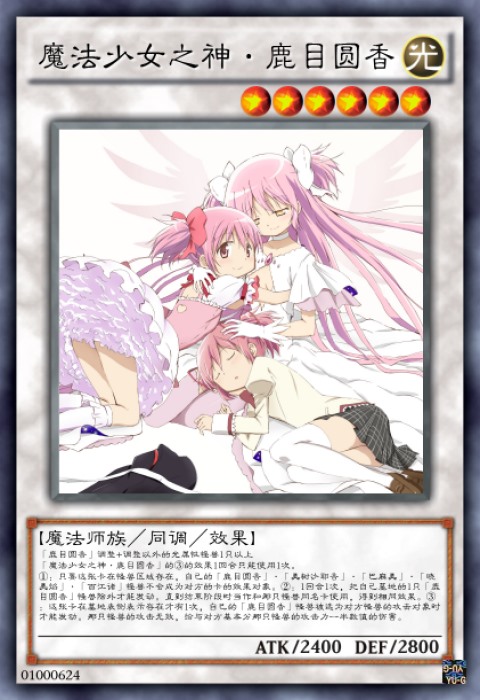 魔法少女之神・鹿目圆香 光
【魔法师族／同调／效果】
「鹿目圆香」调整+调整以外的光属性怪兽1只以上
「魔法少女之神・鹿目圆香」的③的效果1回合只能使用1次。
①：只要这张卡在怪兽区域存在，自己的「鹿目圆香」・「美树沙耶香」・「巴麻美」・「晓
美焰」・「百江渚」怪兽不会成为对方的卡的效果对象。②：1回合1次，把自己墓地的1只「鹿
目圆香」怪兽除外才能发动。直到结束阶段时当作和那只怪兽同名卡使用，得到相同效果。③
：这张卡在墓地表侧表示存在才有1次，自己的「鹿目圆香」怪兽被选为对方怪兽的攻击对象时
才能发动。那只怪兽的攻击无效，给与对方基本分那只怪兽的攻击力一半数值的伤害。
ATK/2400 DEF/2800
01000624